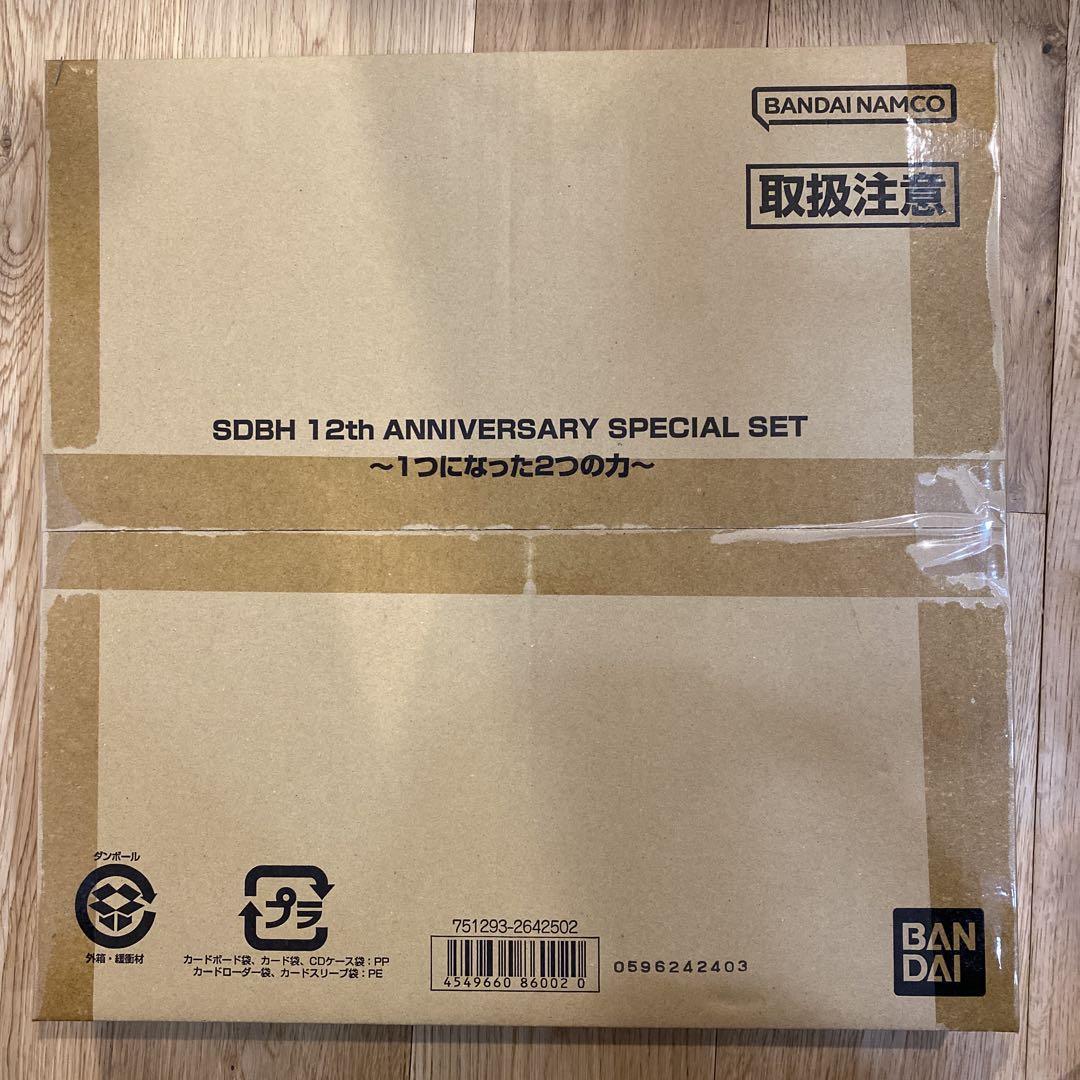 BANDAI NAMCO
取扱注意
SDBH 12th ANNIVERSARY SPECIAL SET
～1つになった2つの力～
ダンボール
外箱・緩衝材
プラ
カードボード袋、カード袋、CDケース袋：PP
カードローダー袋、カードスリーブ袋：PE
751293-2642502
4549660 86002 0
0596242403
BAN
DAI